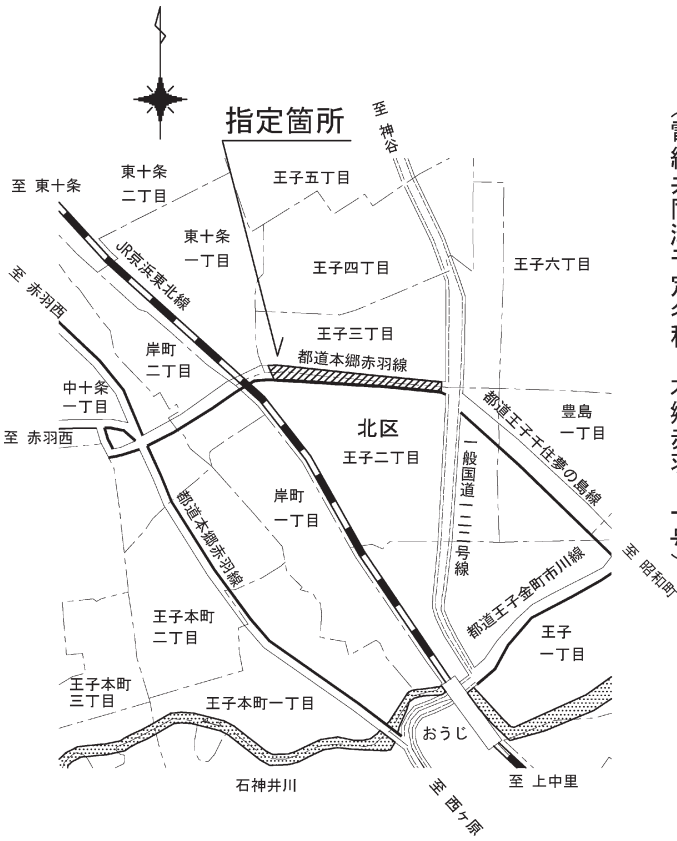 指定箇所
至 神谷
至 東十条
東十条
二丁目
王子五丁目
東十条
一丁目
王子四丁目
王子六丁目
至 赤羽西
JR京浜東北線
王子三丁目
都道本郷赤羽線
岸町
二丁目
中十条
一丁目
至 赤羽西
北区
王子二丁目
都道王子千住夢の島線
豊島
一丁目
一般国道一二二号線
岸町
一丁目
都道本郷赤羽線
至 昭和町
都道王子金町市川線
王子本町
二丁目
王子
一丁目
王子本町
三丁目
王子本町一丁目
おうじ
石神井川
至 上中里
至 西ヶ原